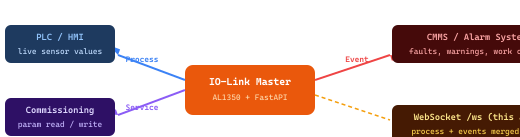 PLC / HMI
live sensor values
Process
Commissioning
param read / write
Service
IO-Link Master
AL1350 + FastAPI
Event
CMMS / Alarm Syste
faults, warnings, work o
WebSocket /ws (this
process + events merged